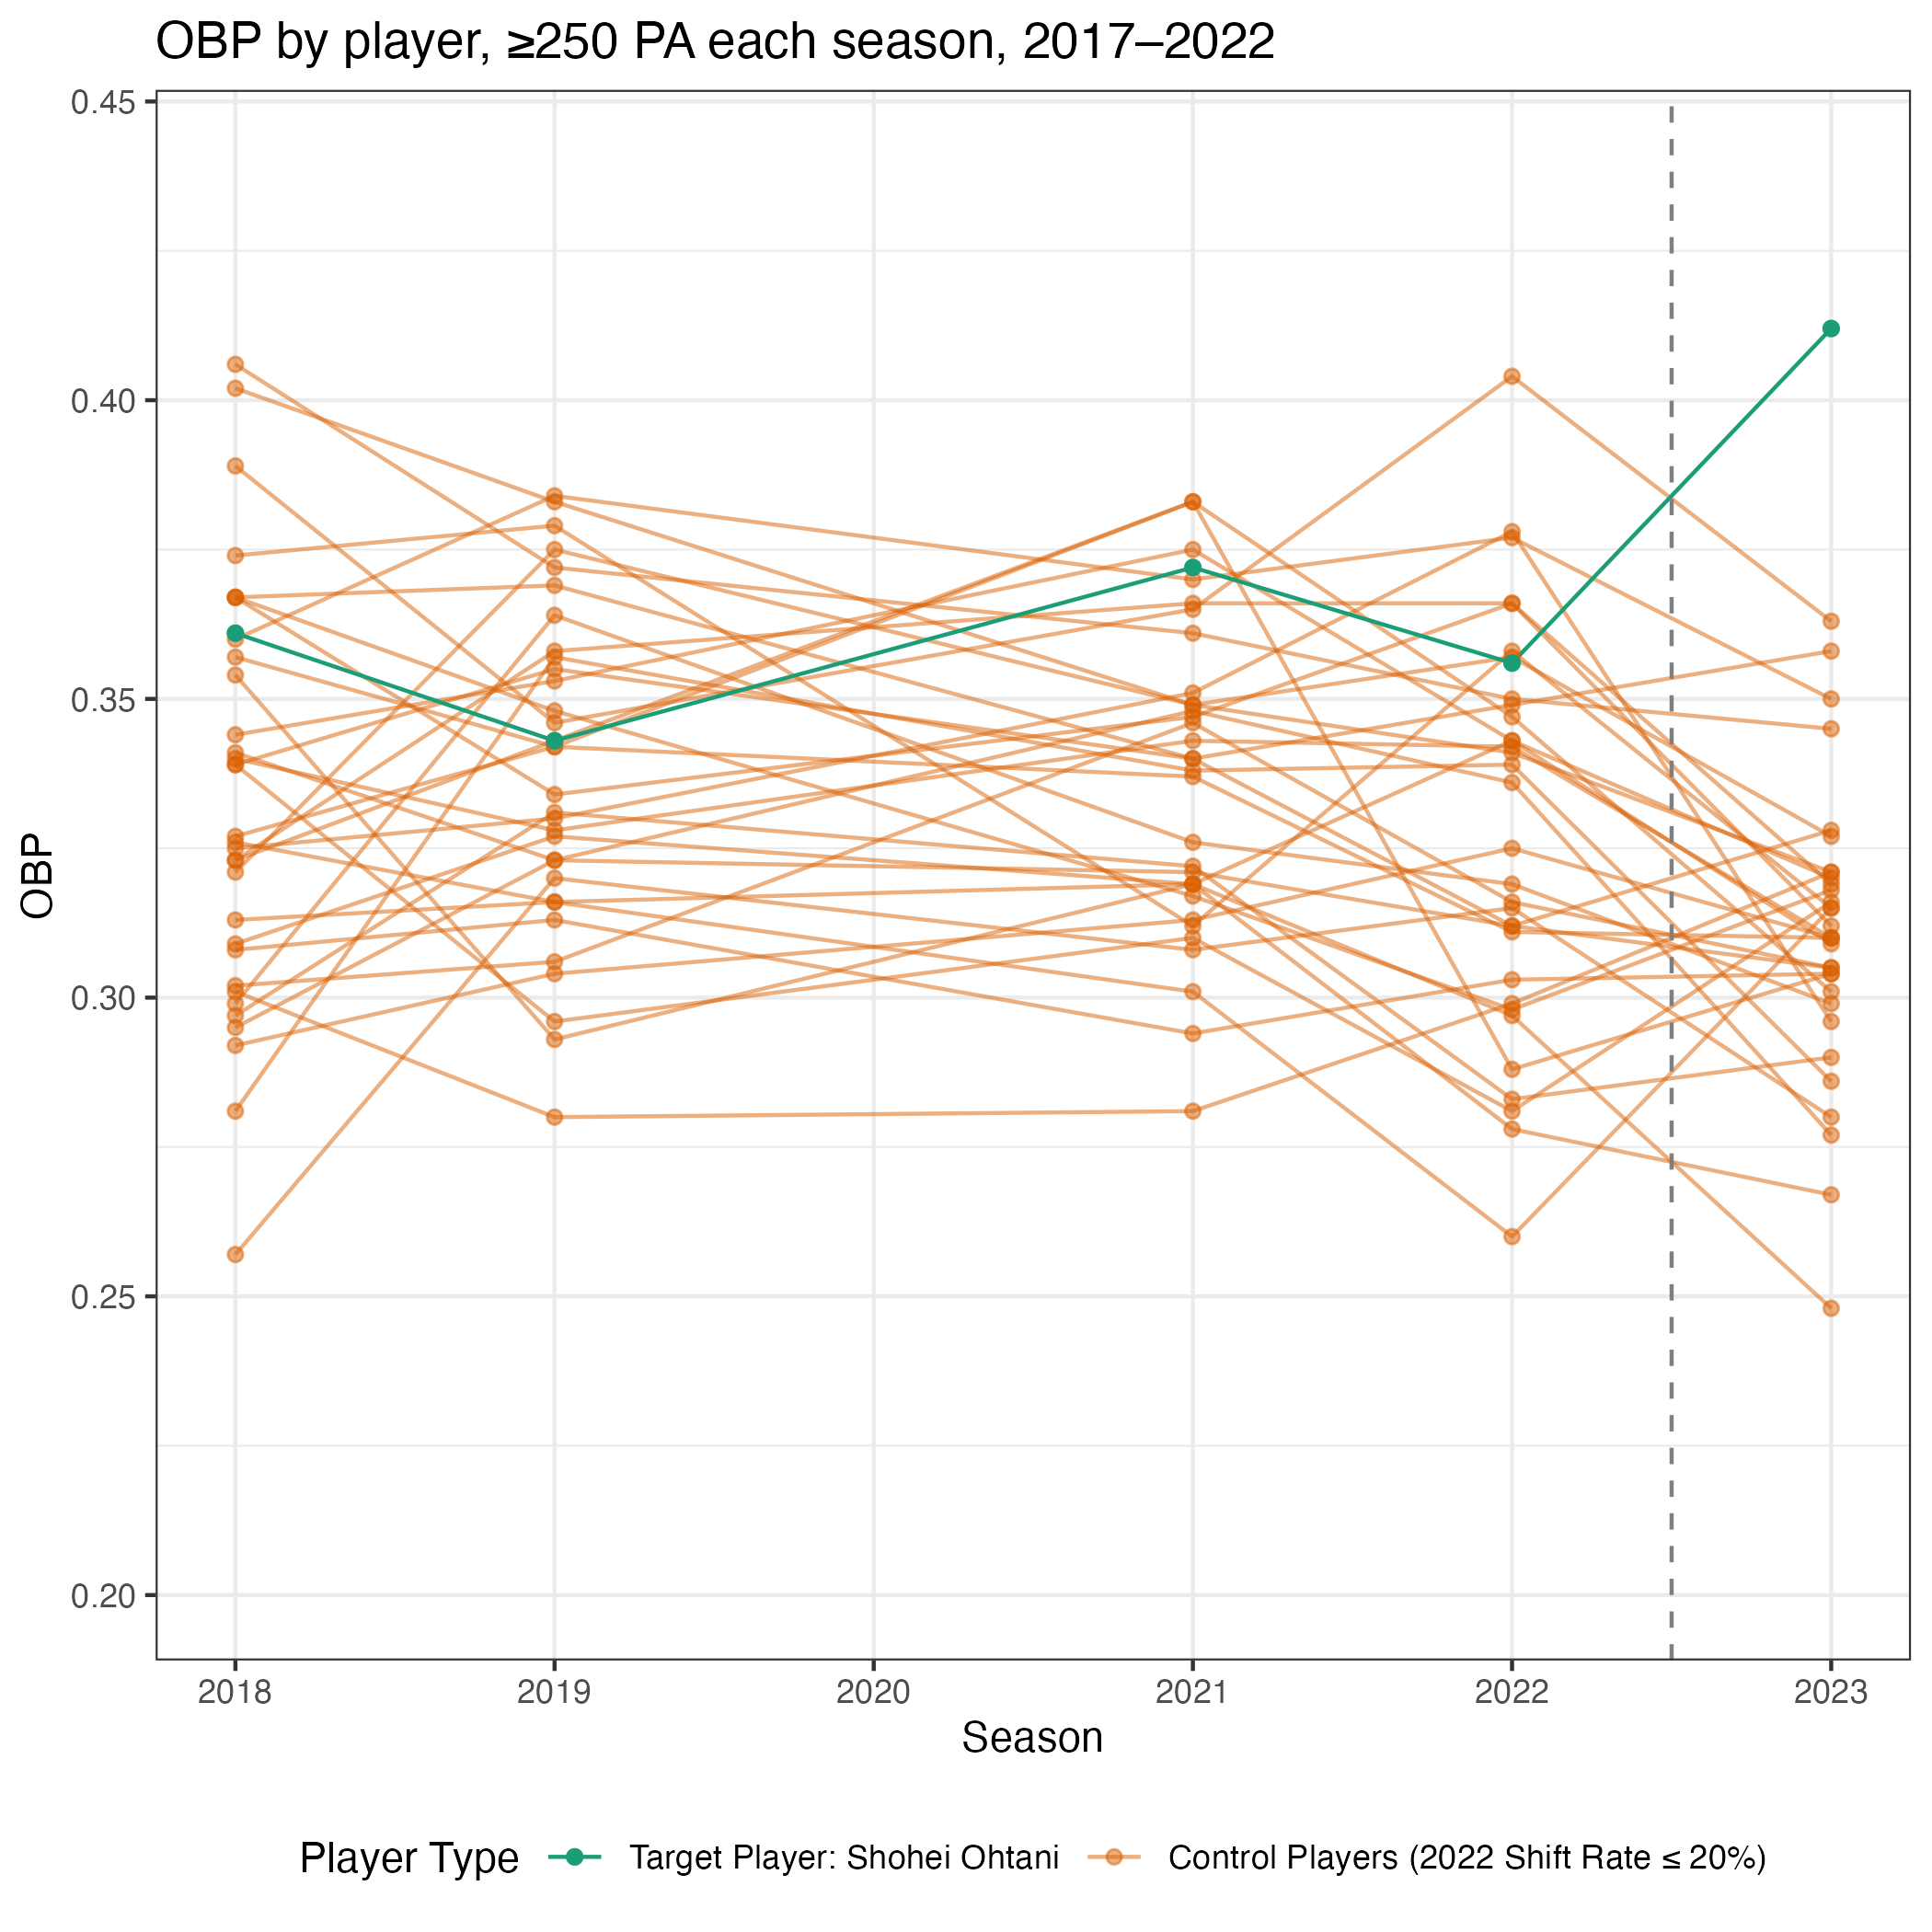 OBP by player, ≥250 PA each season, 2017–2022
0.45
0.40
0.35
0.30
0.25
0.20
OBP
2018 2019 2020 2021 2022 2023
Season
Player Type Target Player: Shohei Ohtani Control Players (2022 Shift Rate ≤ 20%)